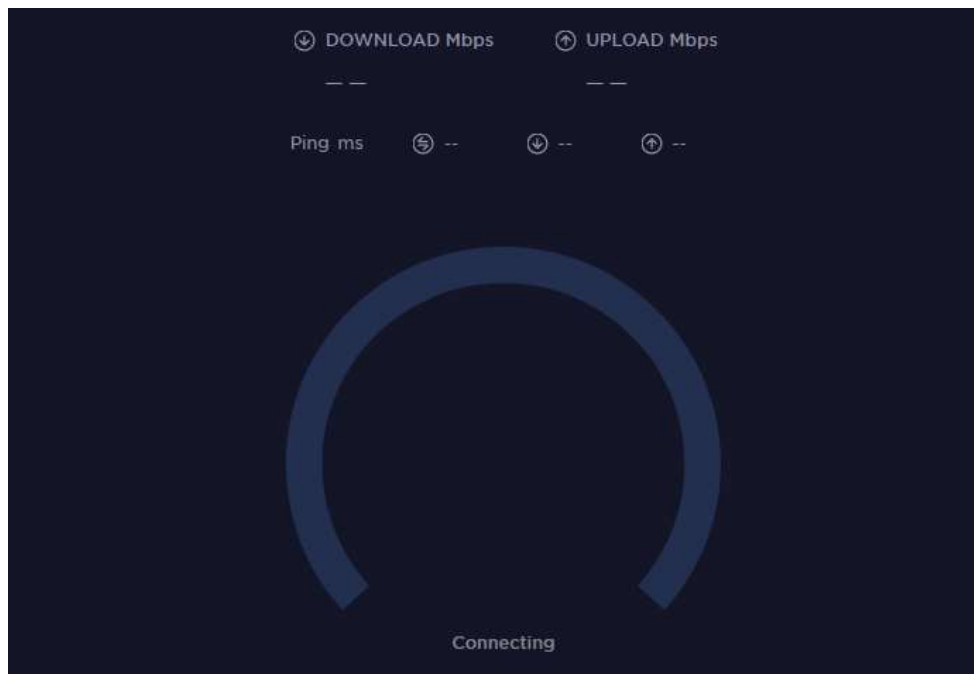 DOWNLOAD Mbps UPLOAD Mbps
— — — —
Ping ms -- -- --
Connecting